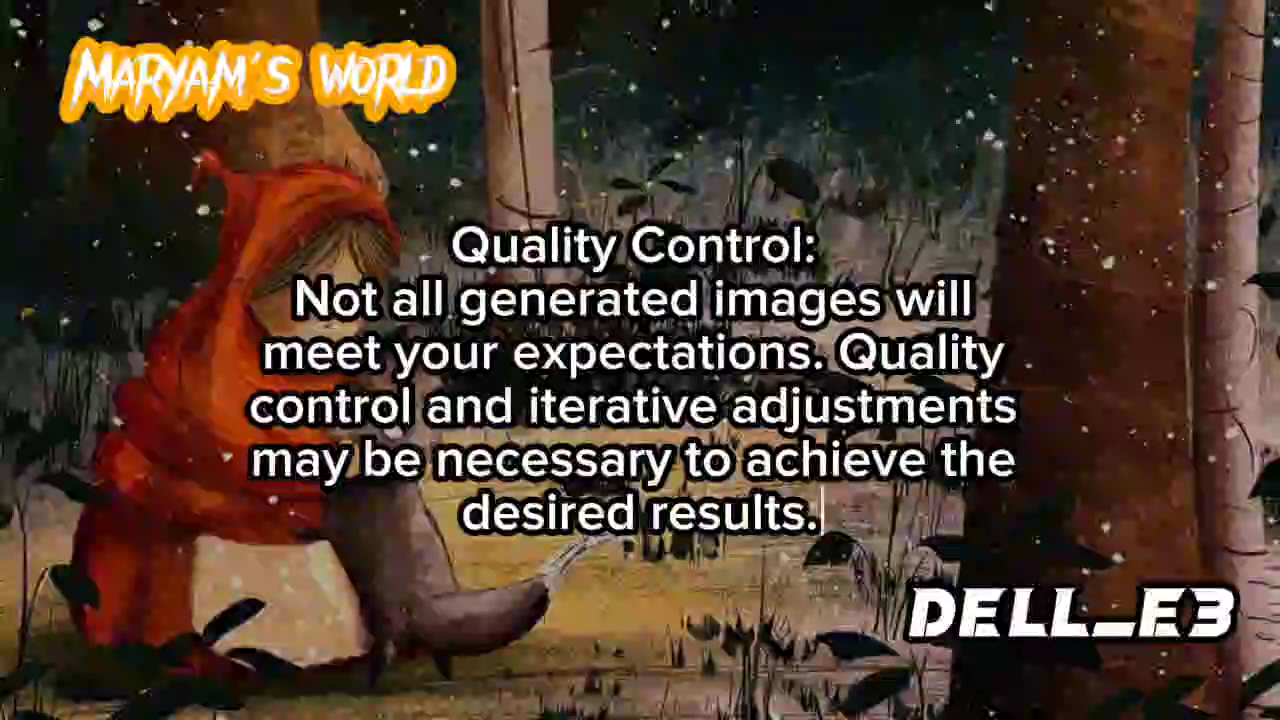 MARYAM'S WORLD
Quality Control:
Not all generated images will
meet your expectations. Quality
control and iterative adjustments
may be necessary to achieve the
desired results.
DELL_E3